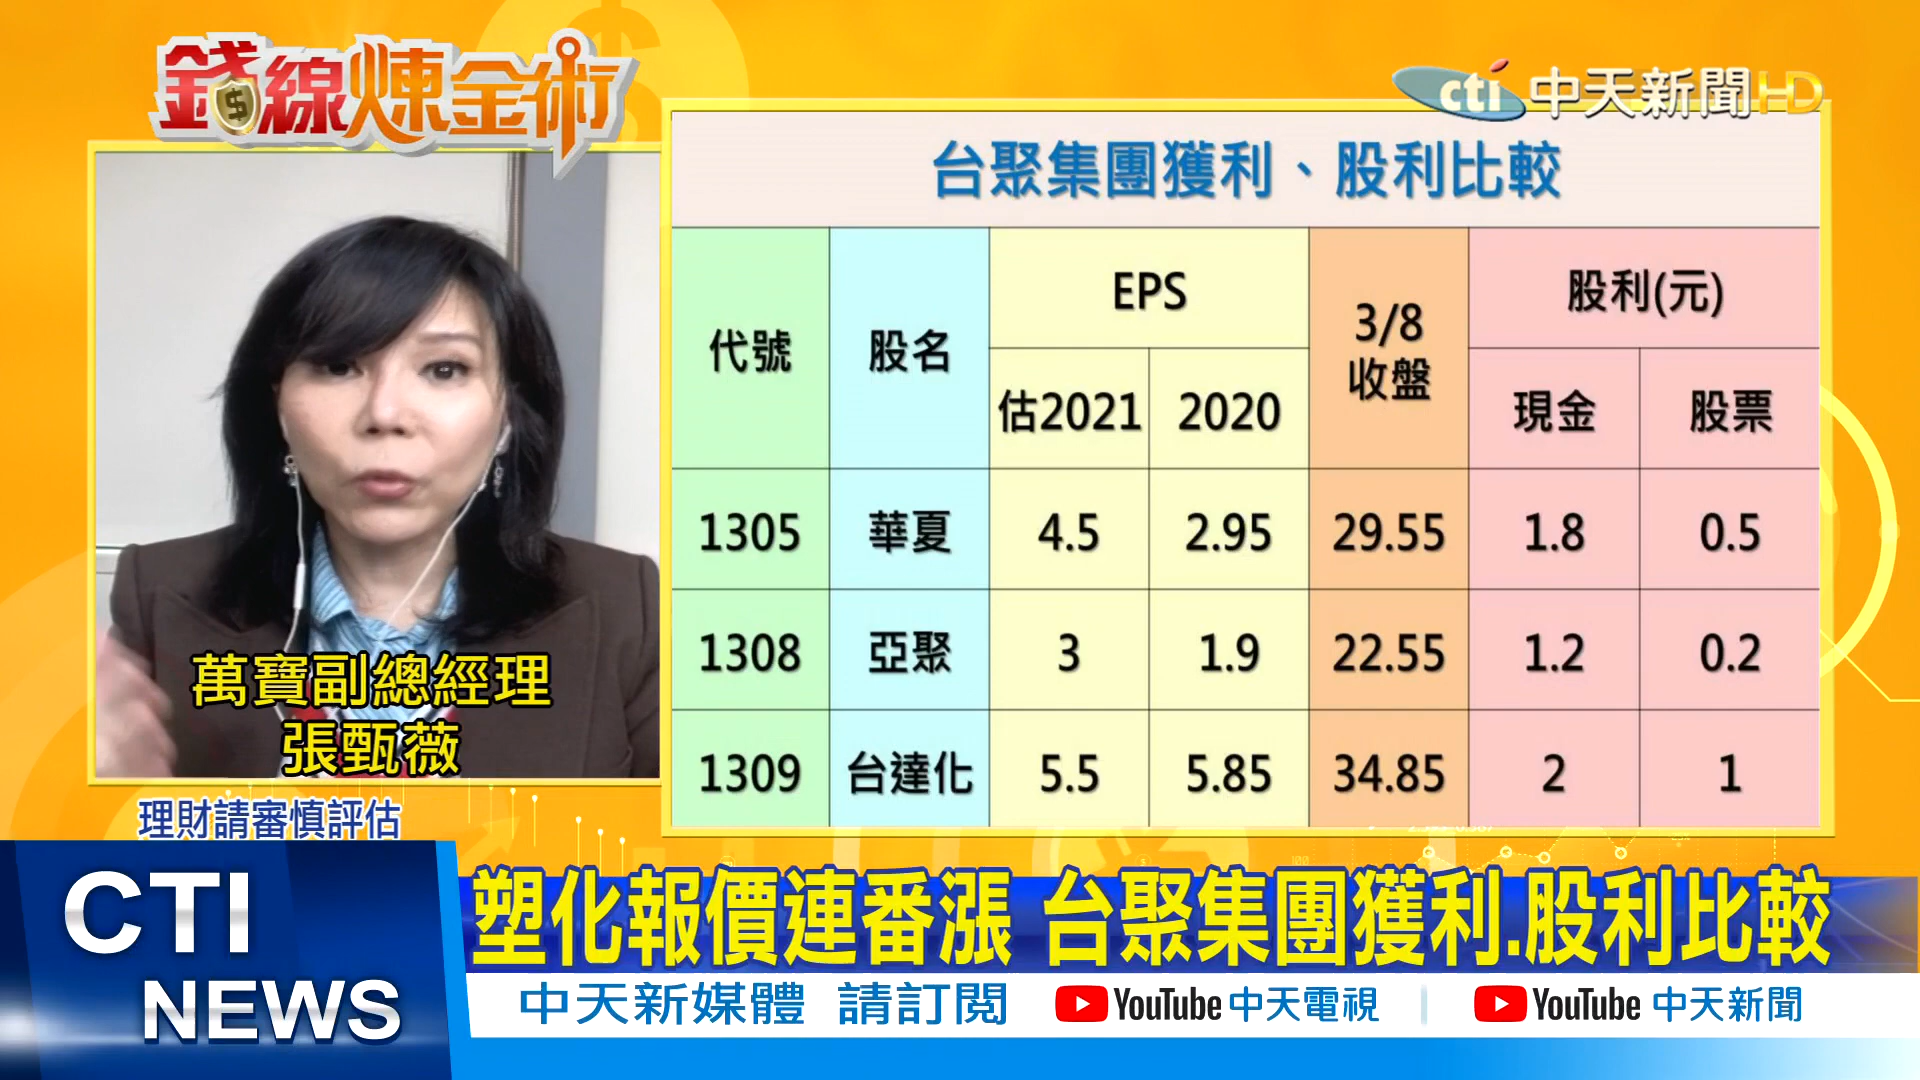 錢線煉金術
cti 中天新聞HD
台聚集團獲利、股利比較
代號 股名 EPS 3/8 收盤 股利(元)
估2021 2020 現金 股票
1305 華夏 4.5 2.95 29.55 1.8 0.5
1308 亞聚 3 1.9 22.55 1.2 0.2
1309 台達化 5.5 5.85 34.85 2 1
萬寶副總經理
張甄薇
理財請審慎評估
CTI
NEWS
塑化報價連番漲 台聚集團獲利.股利比較
中天新媒體 請訂閱 YouTube 中天電視 | YouTube 中天新聞